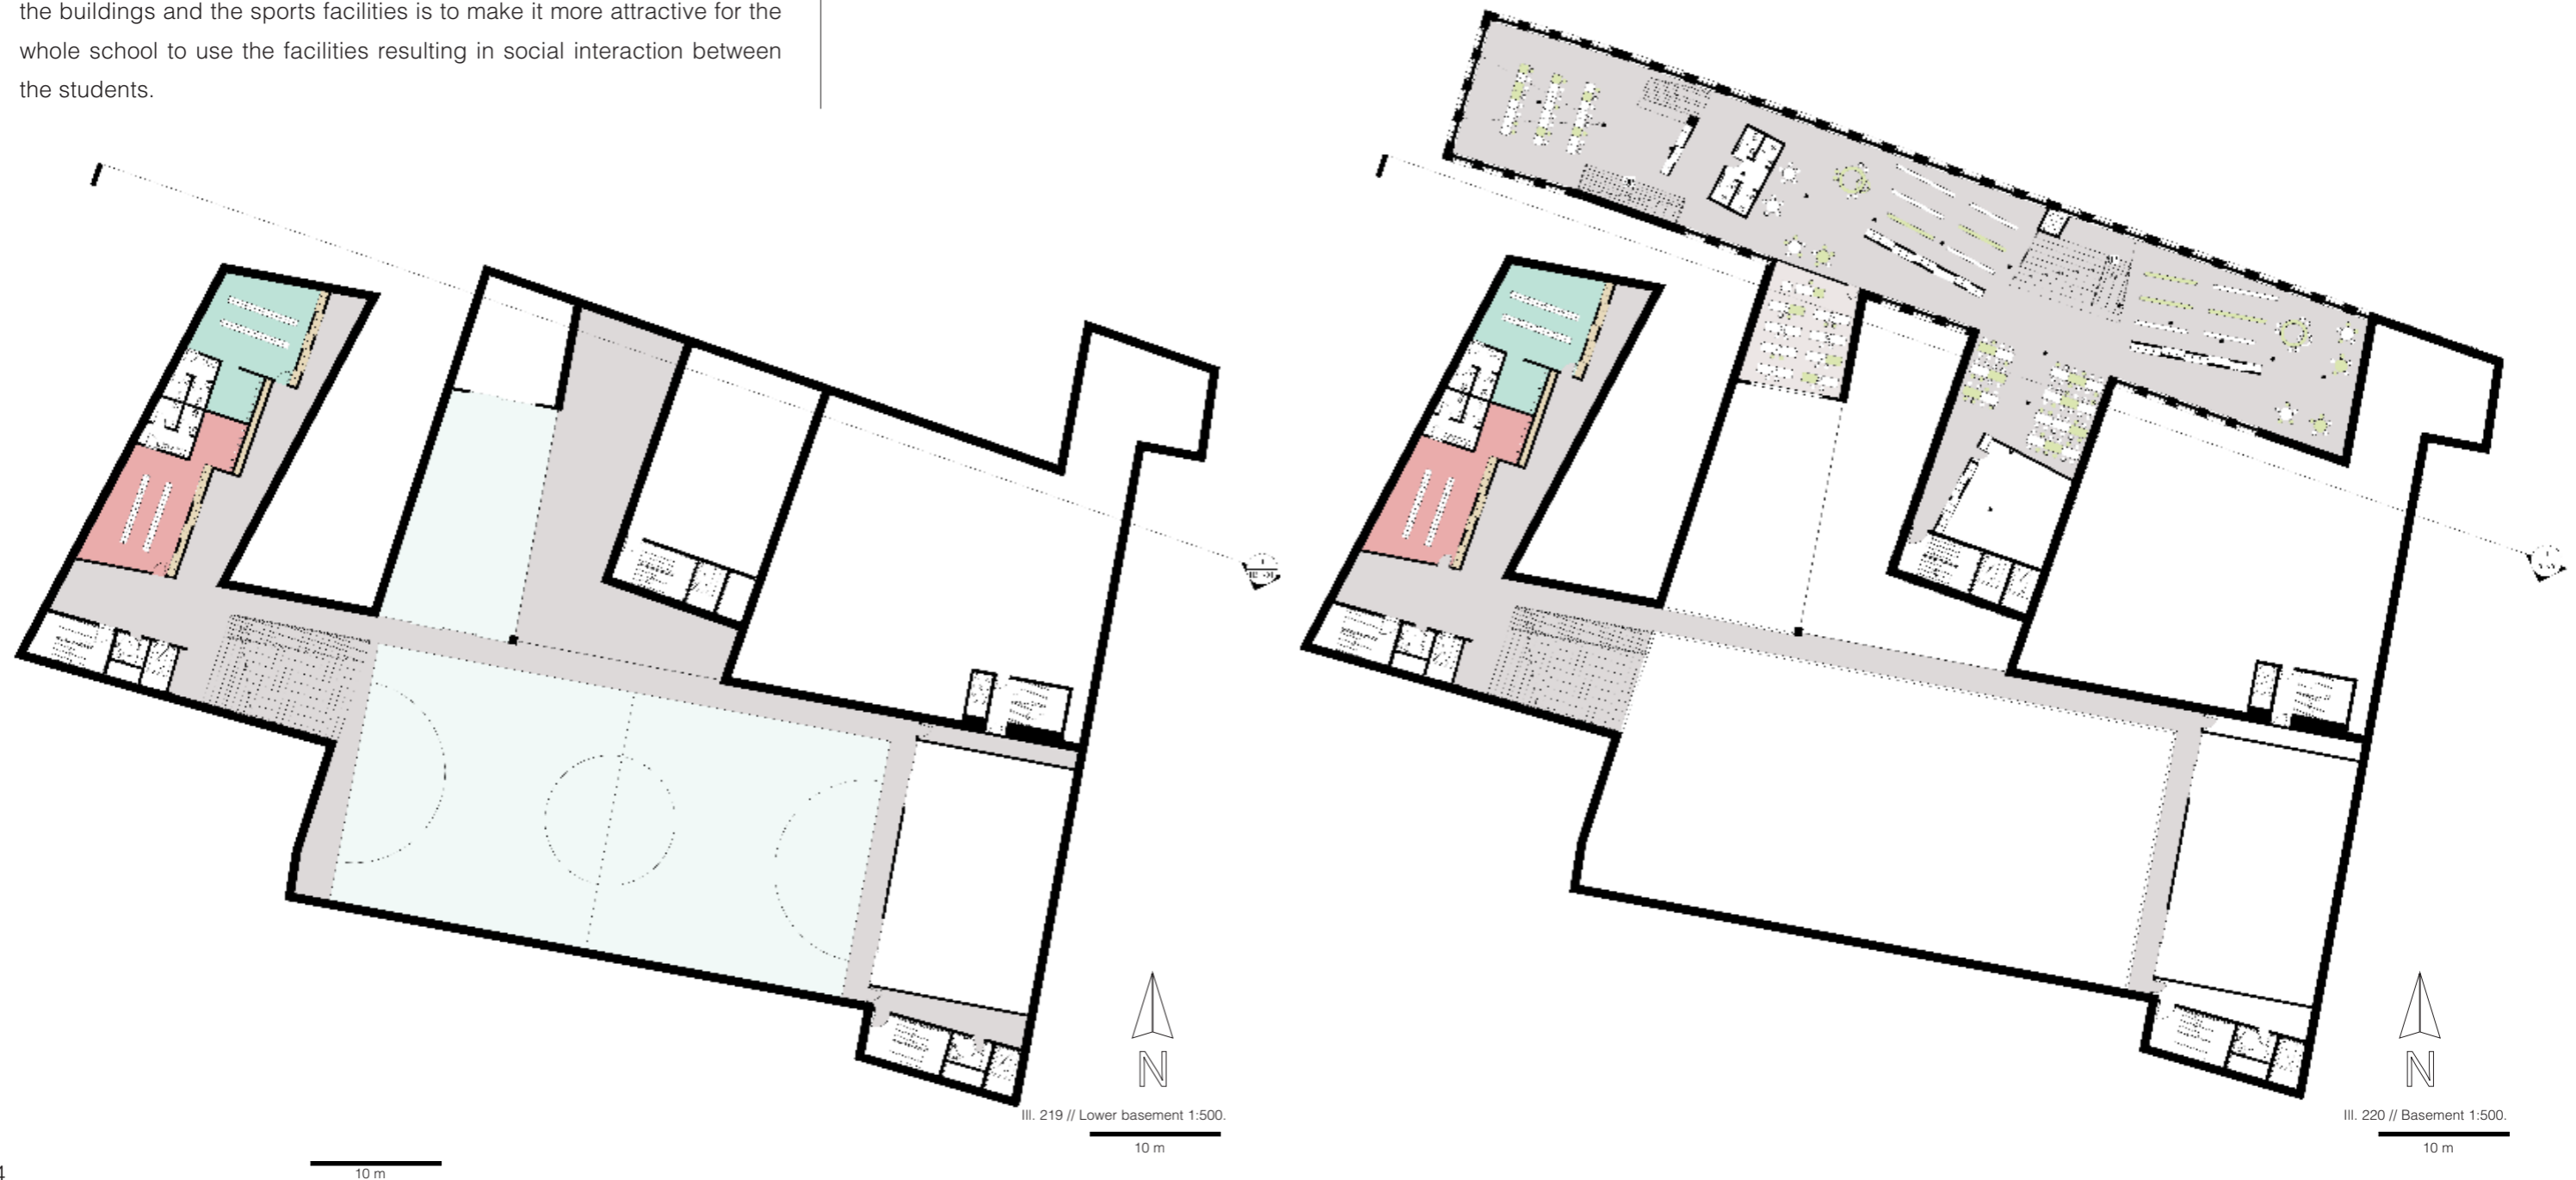 the buildings and the sports facilities is to make it more attractive for the
whole school to use the facilities resulting in social interaction between
the students.
N
Ill. 219 // Lower basement 1:500.
10 m
N
Ill. 220 // Basement 1:500.
10 m
4
10 m